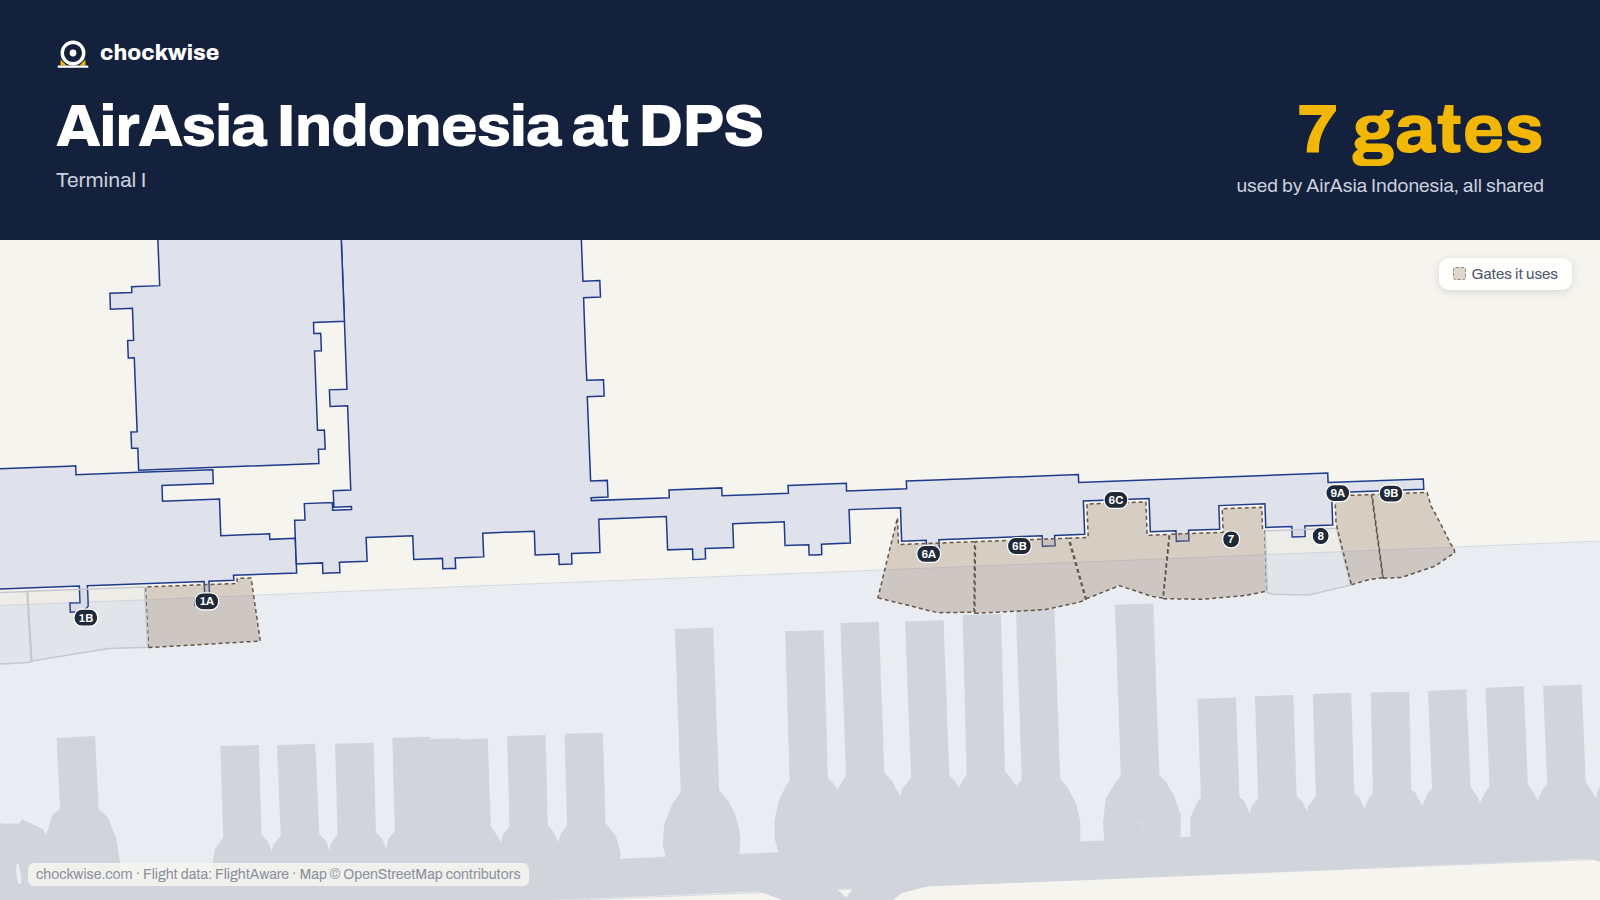 chockwise
AirAsia Indonesia at DPS
Terminal I
7 gates
used by AirAsia Indonesia, all shared
Gates it uses
6C
9A
9B
7
8
6A
6B
1A
1B
chockwise.com · Flight data: FlightAware · Map © OpenStreetMap contributors